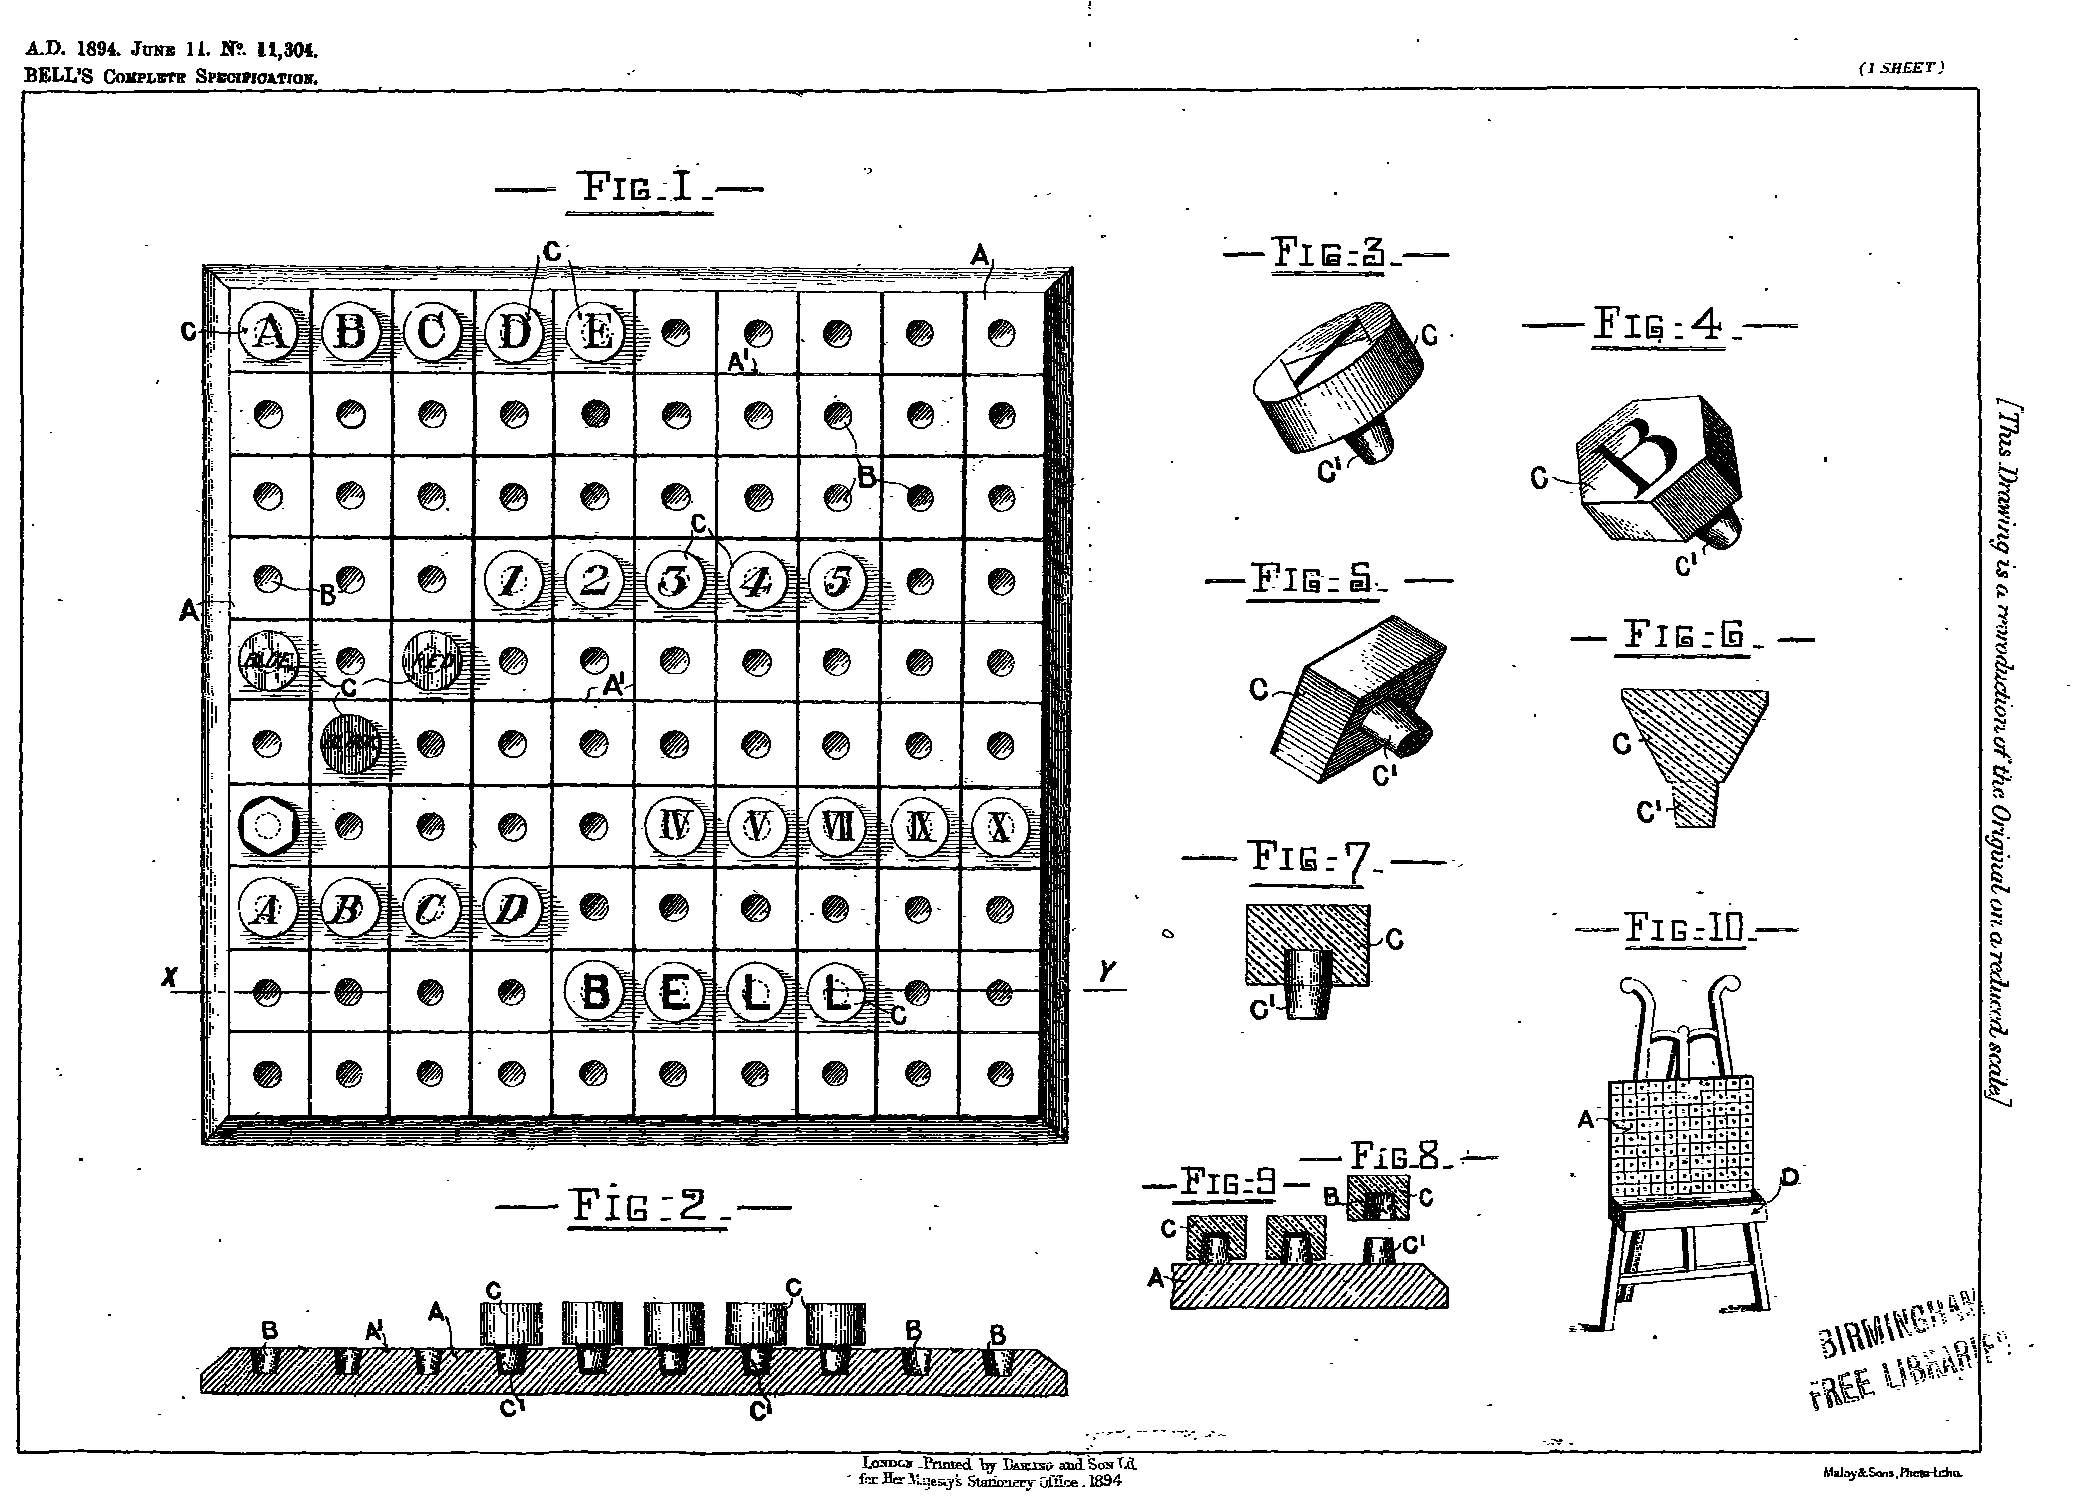 A.D. 1894. JUNE 11. No. 11,304.
BELL'S COMPLETE SPECIFICATION.
(1 SHEET)
FIG. 1.
C
A
C A B C D E
A'
B
C
1 2 3 4 5
B
A
BLUE RED
C
A'
BLACK
IV V VII IX X
A B C D
X Y
B E L L
C
FIG. 2.
C C
B A' A B B
C' C'
FIG. 3.
C
C'
FIG. 4.
B
C
C'
FIG. 5.
C
C'
FIG. 6.
C
C'
FIG. 7.
C
C'
FIG. 8.
B C
C'
FIG. 9
C
A
FIG. 10.
A
D
[This Drawing is a reproduction of the Original on a reduced scale]
BIRMINGHAM
FREE LIBRARIES
LONDON. Printed by DARLING and Son Ld.
for Her Majesty's Stationery Office. 1894
Malby & Sons, Photo-Litho.